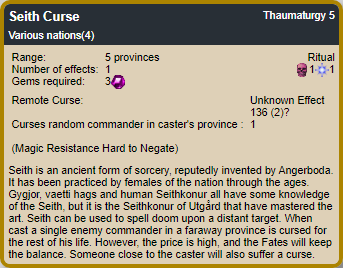 Seith Curse Thaumaturgy 5
Various nations(4)
Range: 5 provinces Ritual
Number of effects: 1 1 1
Gems required: 3
Remote Curse: Unknown Effect
136 (2)?
Curses random commander in caster's province : 1
(Magic Resistance Hard to Negate)
Seith is an ancient form of sorcery, reputedly invented by Angerboda.
It has been practiced by females of the nation through the ages.
Gygjor, vaetti hags and human Seithkonur all have some knowledge
of the Seith, but it is the Seithkonur of Utgård that have mastered the
art. Seith can be used to spell doom upon a distant target. When
cast a single enemy commander in a faraway province is cursed for
the rest of his life. However, the price is high, and the Fates will keep
the balance. Someone close to the caster will also suffer a curse.